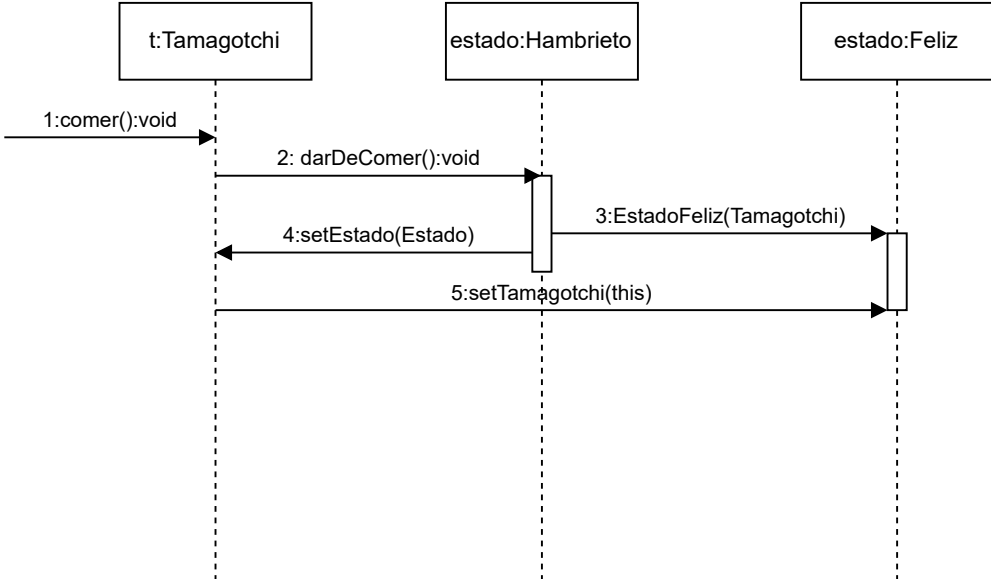 t:Tamagotchi
estado:Hambrieto
estado:Feliz
1:comer():void
2: darDeComer():void
3:EstadoFeliz(Tamagotchi)
4:setEstado(Estado)
5:setTamagotchi(this)